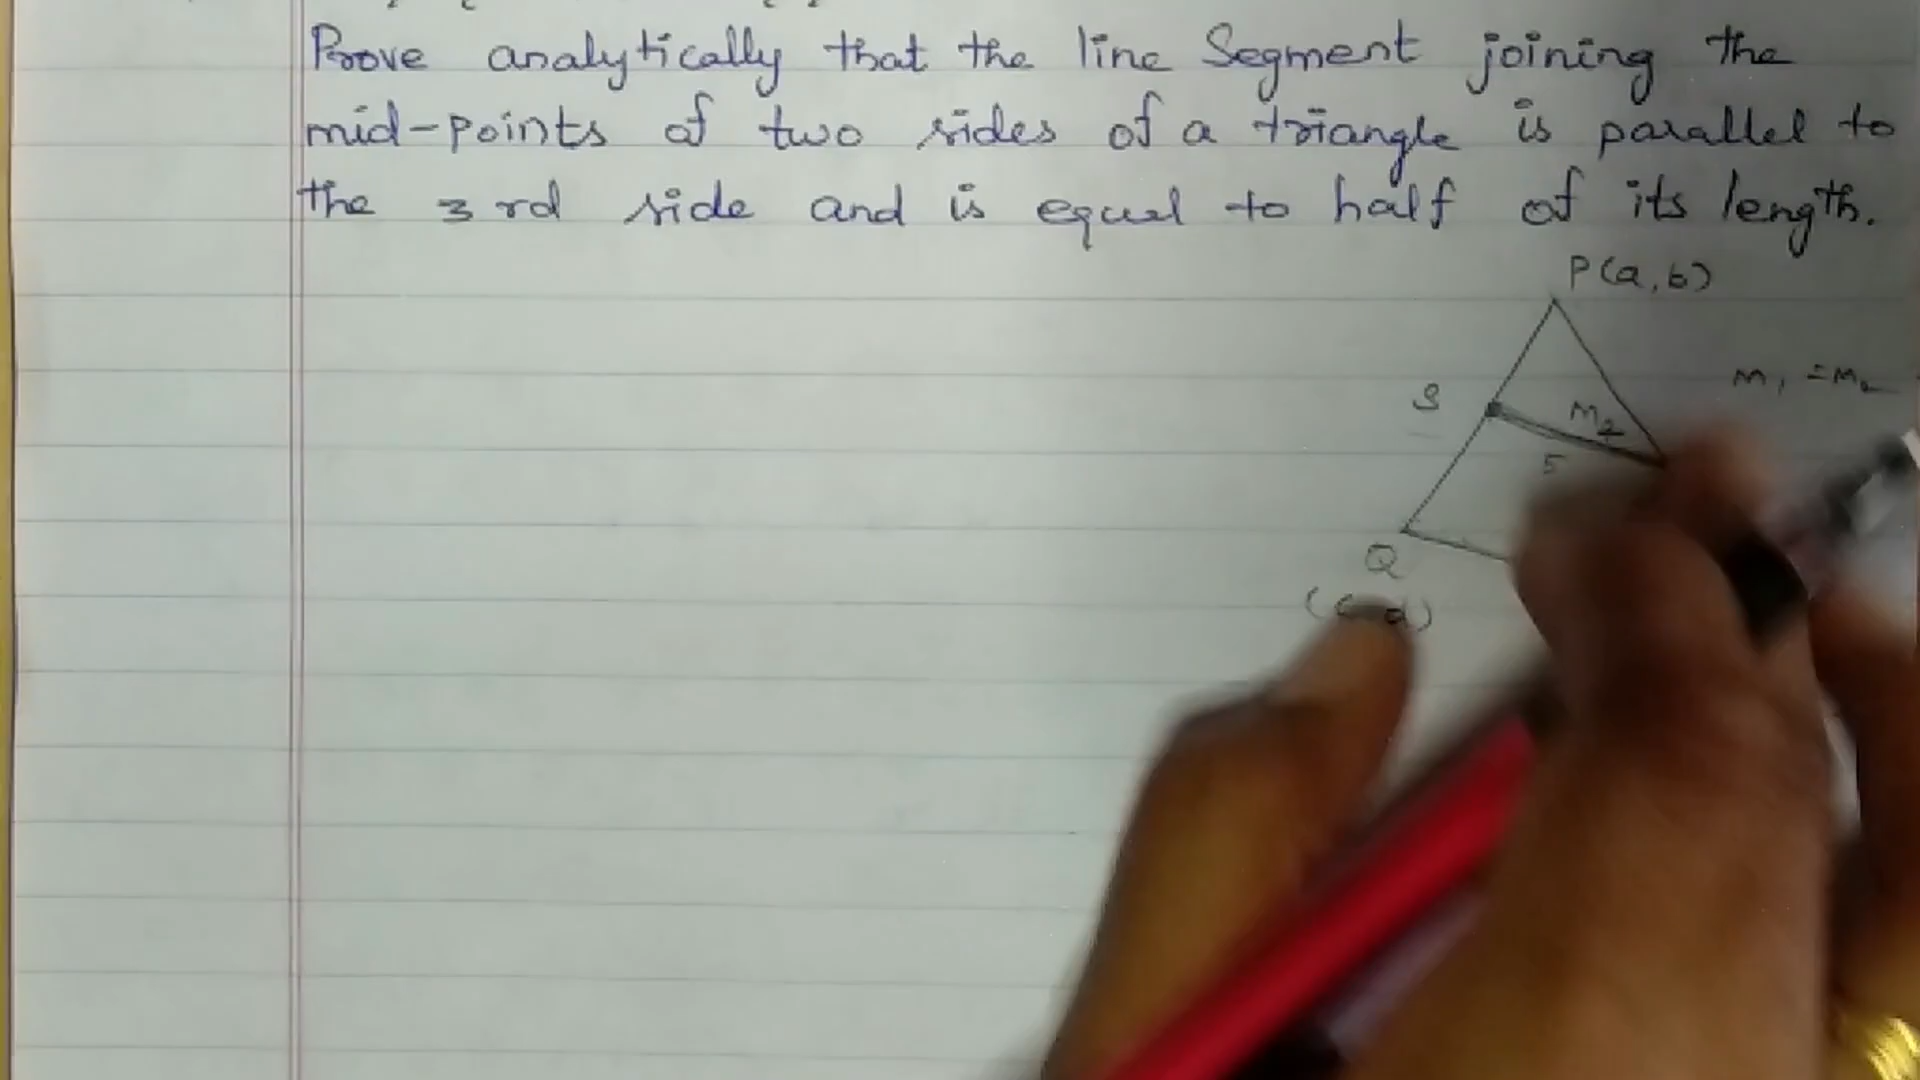 Prove analytically that the line Segment joining the
mid-points of two sides of a triangle is parallel to
the 3rd side and is equal to half of its length.
P(a,b)
m1 = m2
S
M2
5
Q